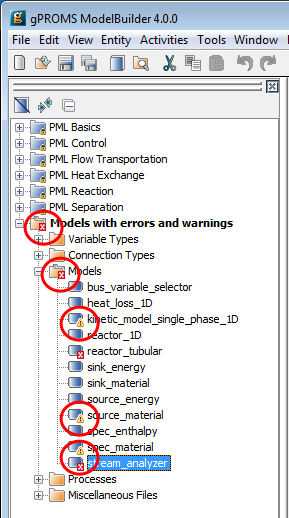 gPROMS ModelBuilder 4.0.0
File Edit View Entity Activities Tools Window
PML Basics
PML Control
PML Flow Transportation
PML Heat Exchange
PML Reaction
PML Separation
Models with errors and warnings
Variable Types
Connection Types
Models
bus_variable_selector
heat_loss_1D
kinetic_model_single_phase_1D
reactor_1D
reactor_tubular
sink_energy
sink_material
source_energy
source_material
spec_enthalpy
spec_material
stream_analyzer
Processes
Miscellaneous Files